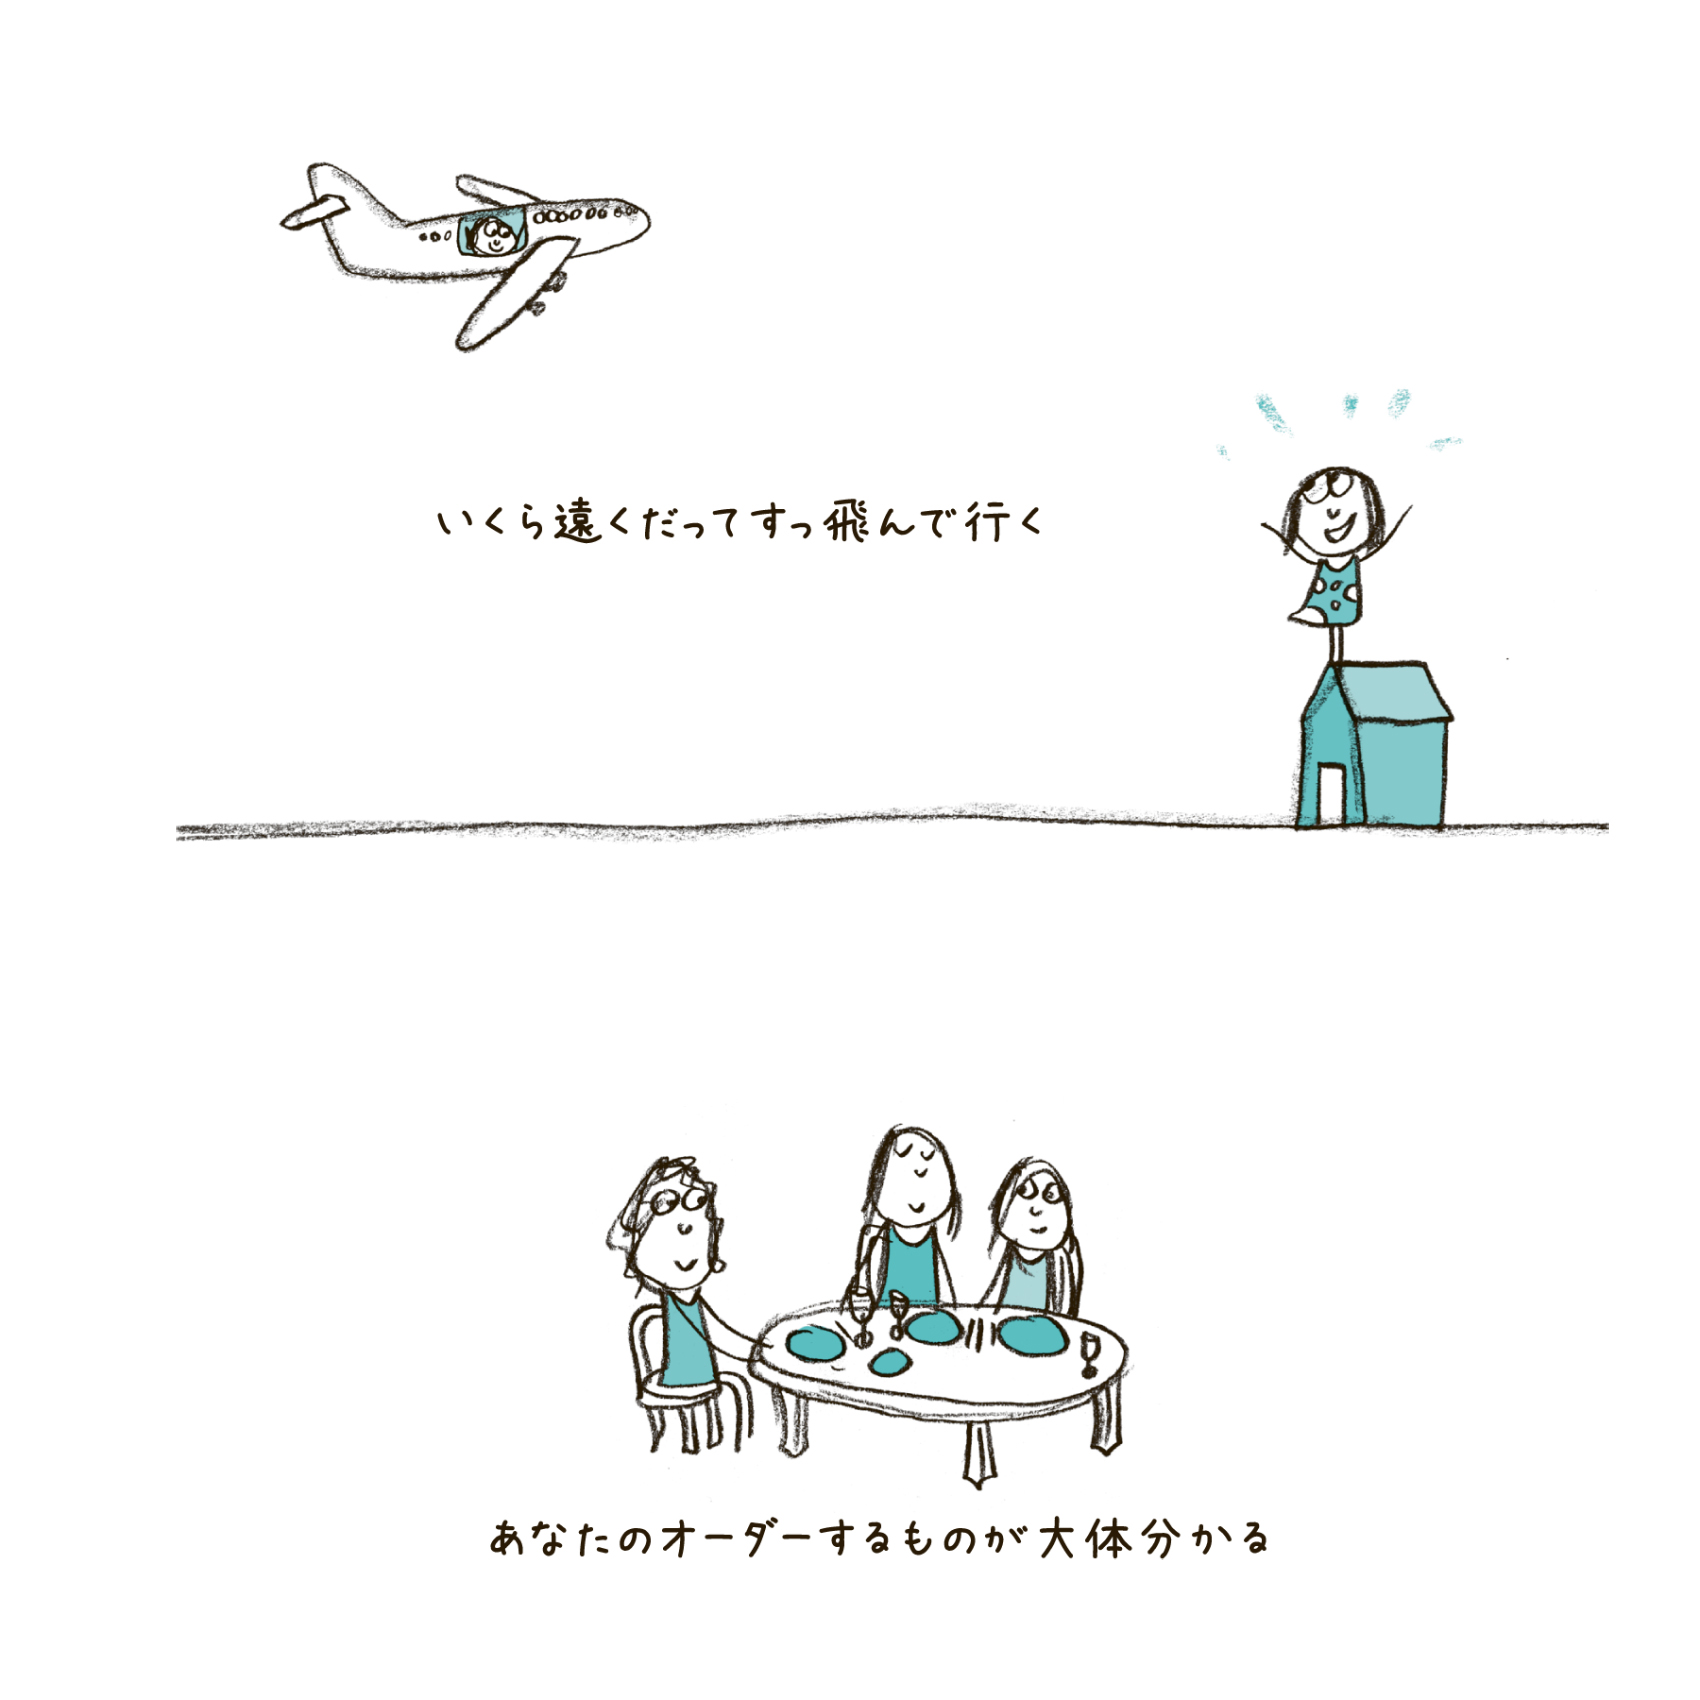 いくら遠くだってすっ飛んで行く
あなたのオーダーするものが大体分かる